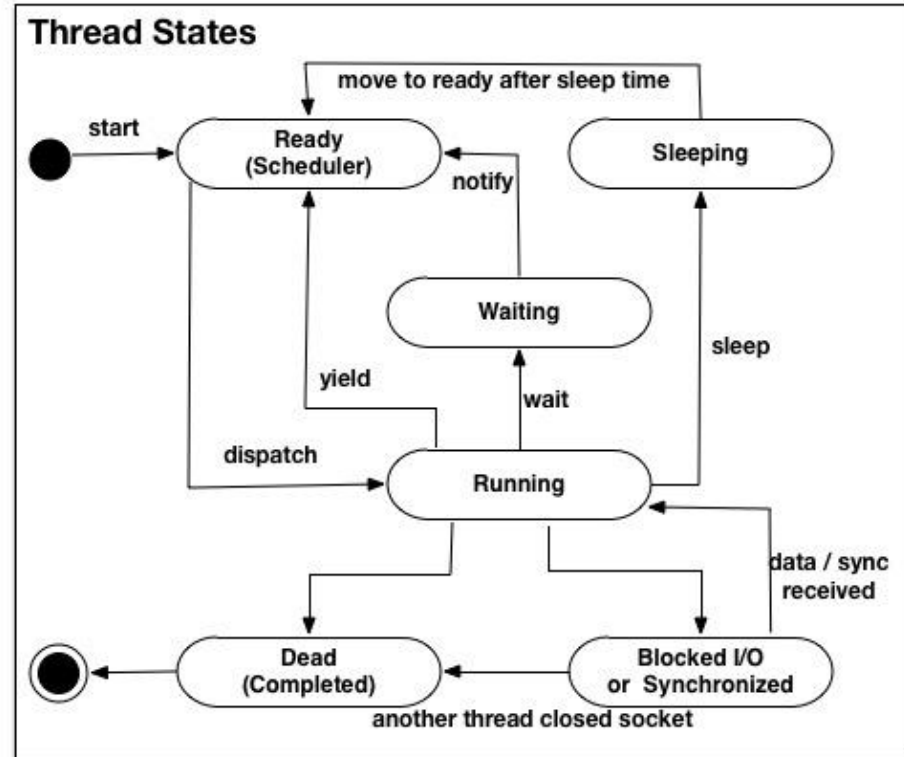 Thread States
move to ready after sleep time
start
Ready
(Scheduler)
Sleeping
notify
Waiting
sleep
yield
wait
dispatch
Running
data / sync
received
Dead
(Completed)
Blocked I/O
or Synchronized
another thread closed socket